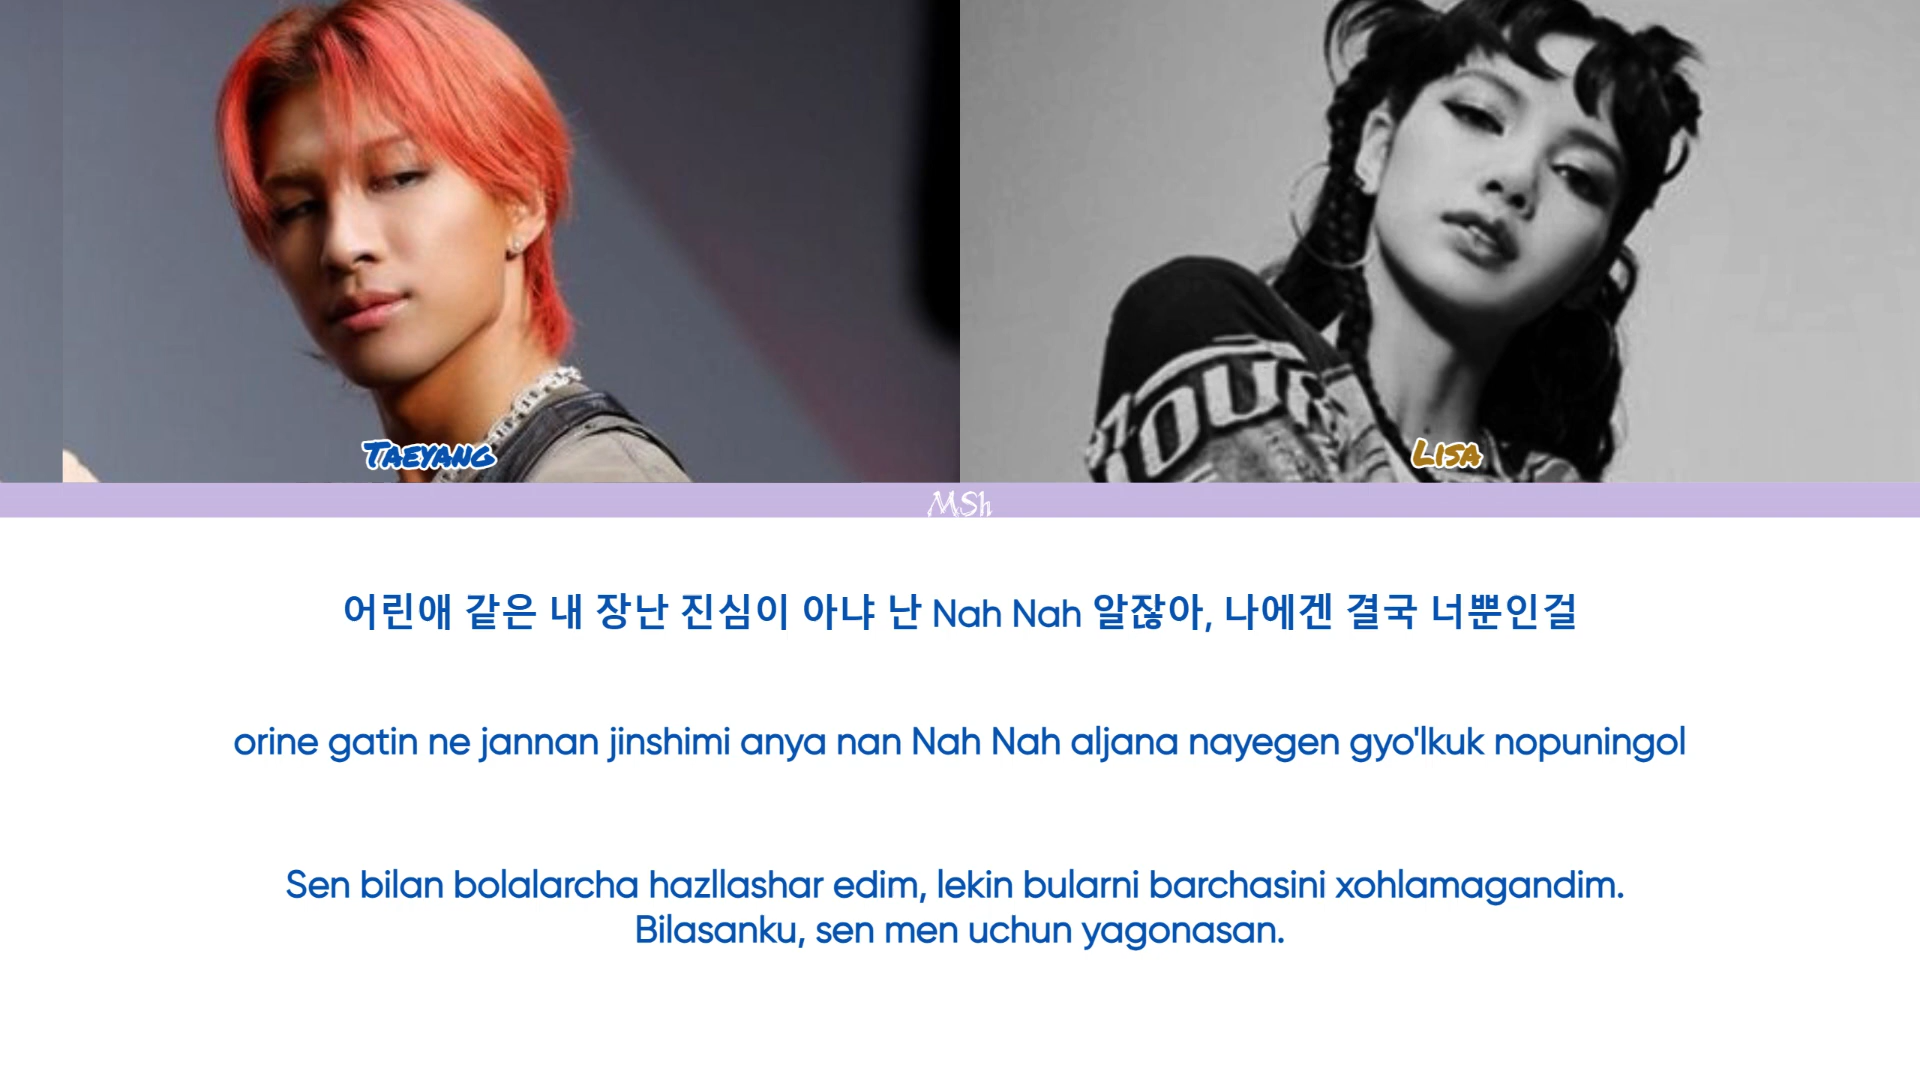 TAEYANG
LISA
MSh
어린애 같은 내 장난 진심이 아냐 난 Nah Nah 알잖아, 나에겐 결국 너뿐인걸
orine gatin ne jannan jinshimi anya nan Nah Nah aljana nayegen gyo'lkuk nopuningol
Sen bilan bolalarcha hazllashar edim, lekin bularni barchasini xohlamagandim.
Bilasanku, sen men uchun yagonasan.